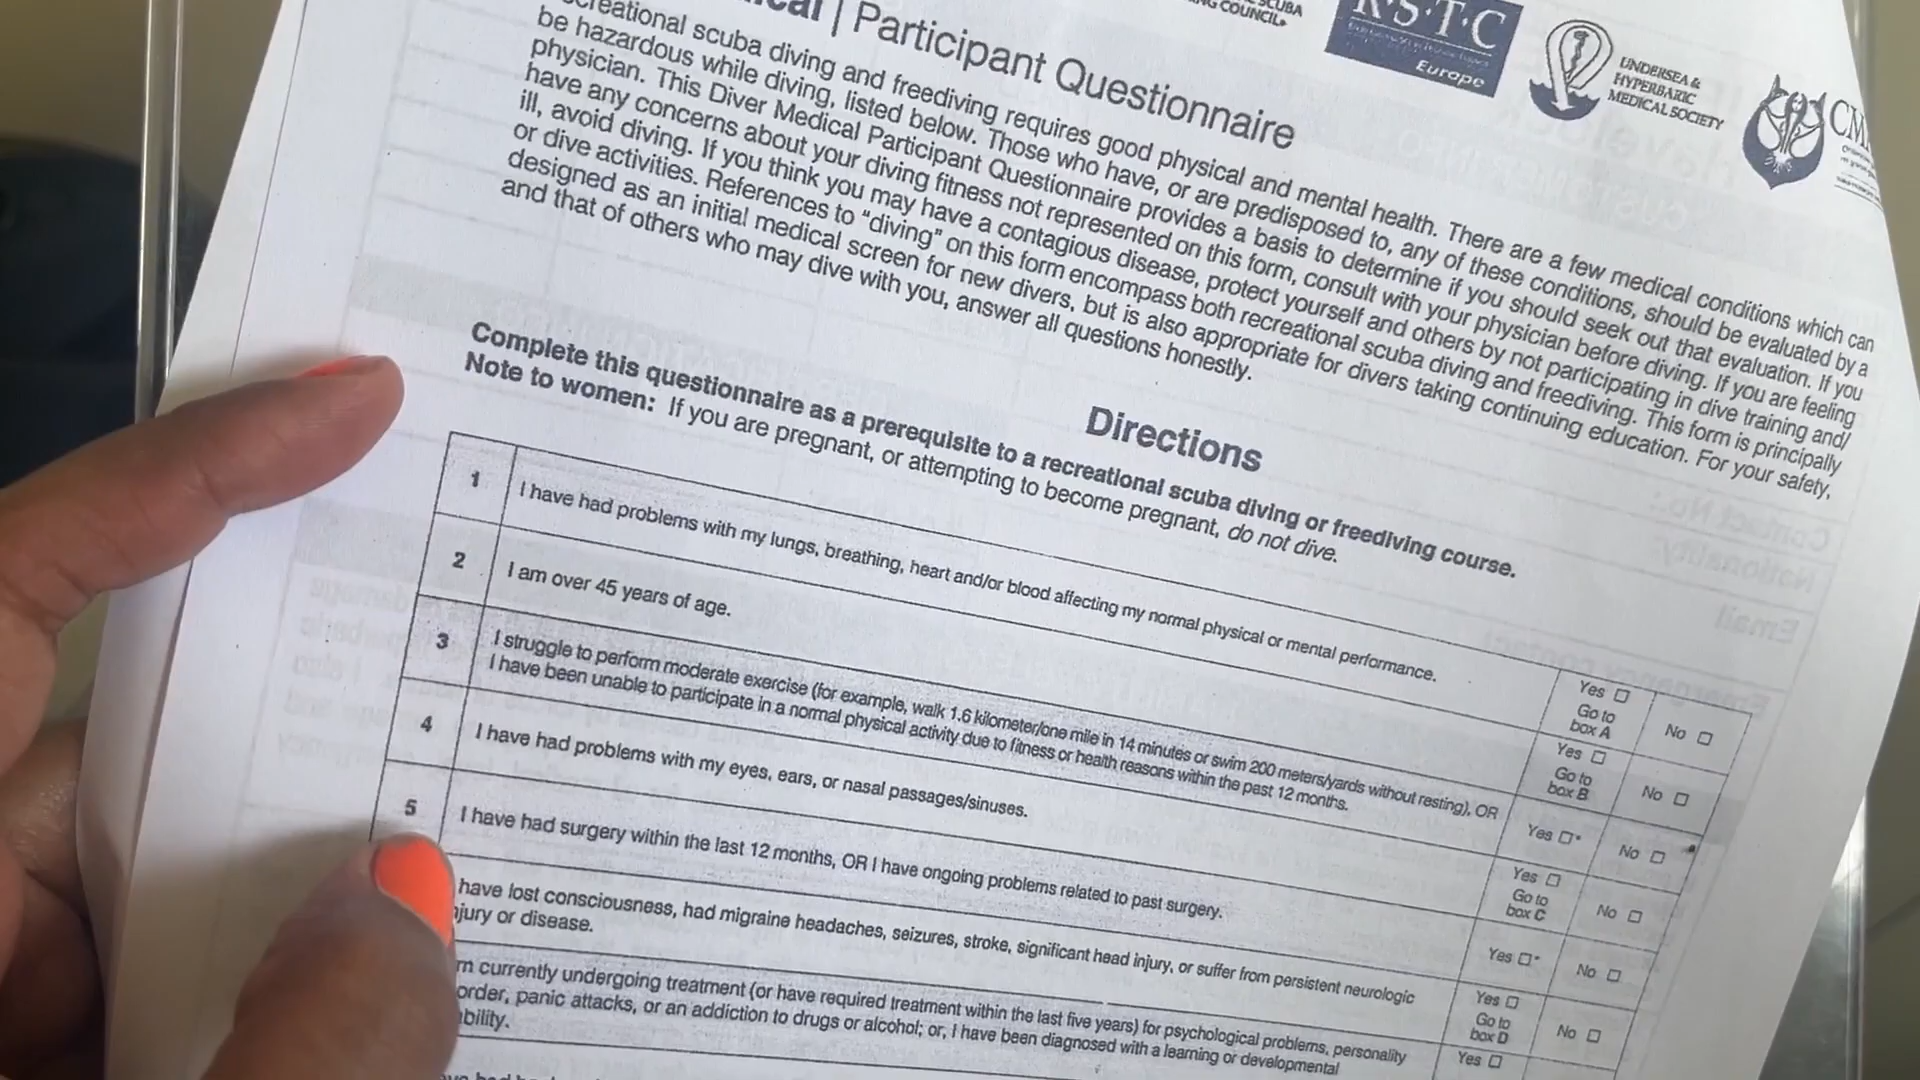 | Participant Questionnaire
SCUBA
COUNCIL
R·S·T·C
Europe
UNDERSEA &
HYPERBARIC
MEDICAL SOCIETY
scuba diving and freediving requires good physical and mental health. There are a few medical conditions which can
be hazardous while diving, listed below. Those who have, or are predisposed to, any of these conditions, should be evaluated by a
physician. This Diver Medical Participant Questionnaire provides a basis to determine if you should seek out that evaluation. If you
have any concerns about your diving fitness not represented on this form, consult with your physician before diving. If you are feeling
ill, avoid diving. If you think you may have a contagious disease, protect yourself and others by not participating in dive training and/
or dive activities. References to “diving” on this form encompass both recreational scuba diving and freediving. This form is principally
designed as an initial medical screen for new divers, but is also appropriate for divers taking continuing education. For your safety,
and that of others who may dive with you, answer all questions honestly.
Directions
Complete this questionnaire as a prerequisite to a recreational scuba diving or freediving course.
Note to women: If you are pregnant, or attempting to become pregnant, do not dive.
1 I have had problems with my lungs, breathing, heart and/or blood affecting my normal physical or mental performance.
Yes □ Go to box A No □
2 I am over 45 years of age.
Yes □ Go to box B No □
3 I struggle to perform moderate exercise (for example, walk 1.6 kilometer/one mile in 14 minutes or swim 200 meters/yards without resting), OR
I have been unable to participate in a normal physical activity due to fitness or health reasons within the past 12 months.
Yes □* No □
4 I have had problems with my eyes, ears, or nasal passages/sinuses.
Yes □ Go to box C No □
5 I have had surgery within the last 12 months, OR I have ongoing problems related to past surgery.
Yes □* No □
have lost consciousness, had migraine headaches, seizures, stroke, significant head injury, or suffer from persistent neurologic
injury or disease.
Yes □ Go to box D No □
currently undergoing treatment (or have required treatment within the last five years) for psychological problems, personality
order, panic attacks, or an addiction to drugs or alcohol; or, I have been diagnosed with a learning or developmental
bility.
Yes □